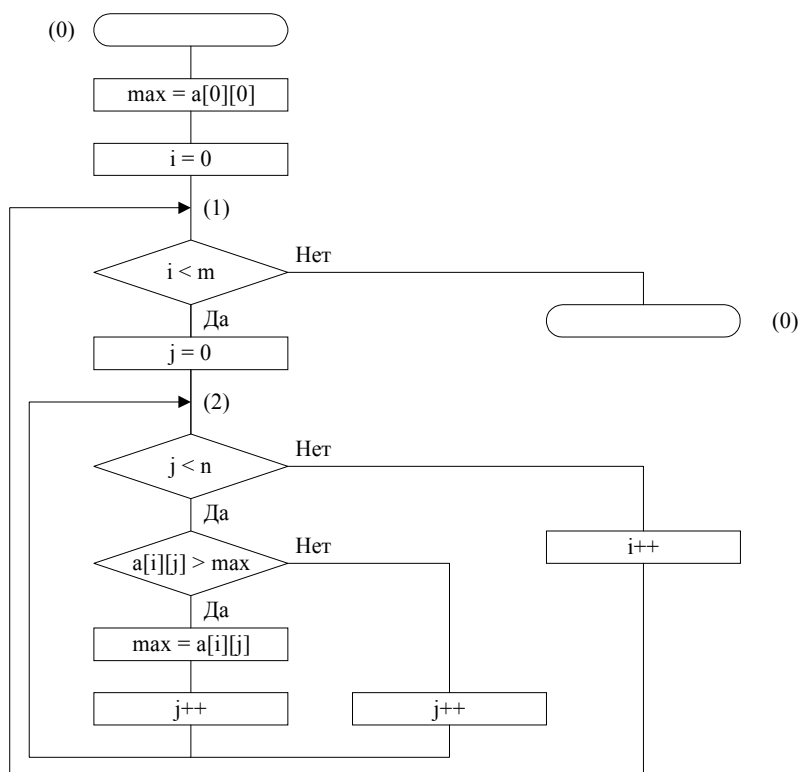 (0)
max = a[0][0]
i = 0
(1)
Нет
i < m
Да
(0)
j = 0
(2)
Нет
j < n
Да
Нет
a[i][j] > max
i++
Да
max = a[i][j]
j++
j++